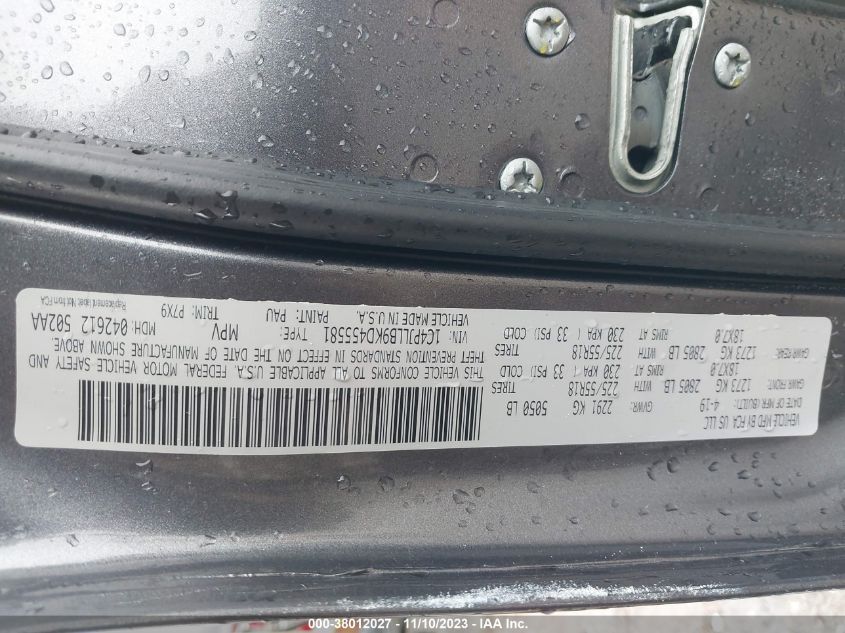 VEHICLE MFD BY FCA US LLC
DATE OF MFR (BUILT): 4-19 GVWR: 2291 KG 5050 LB
GAWR FRONT: 1273 KG 2805 LB WITH 225/55R18 TIRES
RIMS AT 18X7.0 230 KPA ( 33 PSI) COLD
GAWR REAR: 1273 KG 2805 LB WITH 225/55R18 TIRES
RIMS AT 18X7.0 230 KPA ( 33 PSI) COLD
THIS VEHICLE CONFORMS TO ALL APPLICABLE U.S.A. FEDERAL MOTOR VEHICLE SAFETY AND
THEFT PREVENTION STANDARDS IN EFFECT ON THE DATE OF MANUFACTURE SHOWN ABOVE.
VIN: 1C4PJLLB9KD455581 TYPE: MPV MDH: 042612 502AA
VEHICLE MADE IN U.S.A. PAINT: PAU TRIM: P7X9
Replacement label: Not from FCA
000-38012027 - 11/10/2023 - IAA Inc.